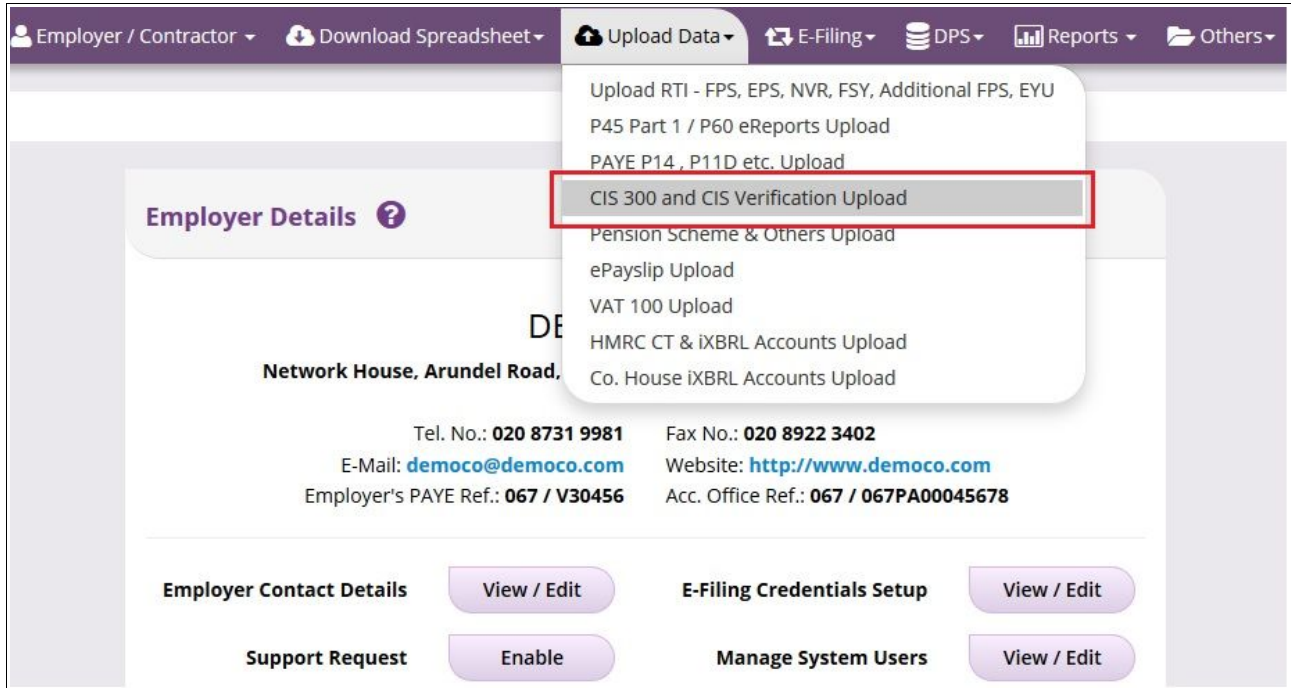 Employer / Contractor Download Spreadsheet Upload Data E-Filing DPS Reports Others
Upload RTI - FPS, EPS, NVR, FSY, Additional FPS, EYU
P45 Part 1 / P60 eReports Upload
PAYE P14 , P11D etc. Upload
CIS 300 and CIS Verification Upload
Pension Scheme & Others Upload
ePayslip Upload
VAT 100 Upload
HMRC CT & iXBRL Accounts Upload
Co. House iXBRL Accounts Upload
Employer Details ?
Network House, Arundel Road,
Tel. No.: 020 8731 9981 Fax No.: 020 8922 3402
E-Mail: democo@democo.com Website: http://www.democo.com
Employer's PAYE Ref.: 067 / V30456 Acc. Office Ref.: 067 / 067PA00045678
Employer Contact Details View / Edit E-Filing Credentials Setup View / Edit
Support Request Enable Manage System Users View / Edit